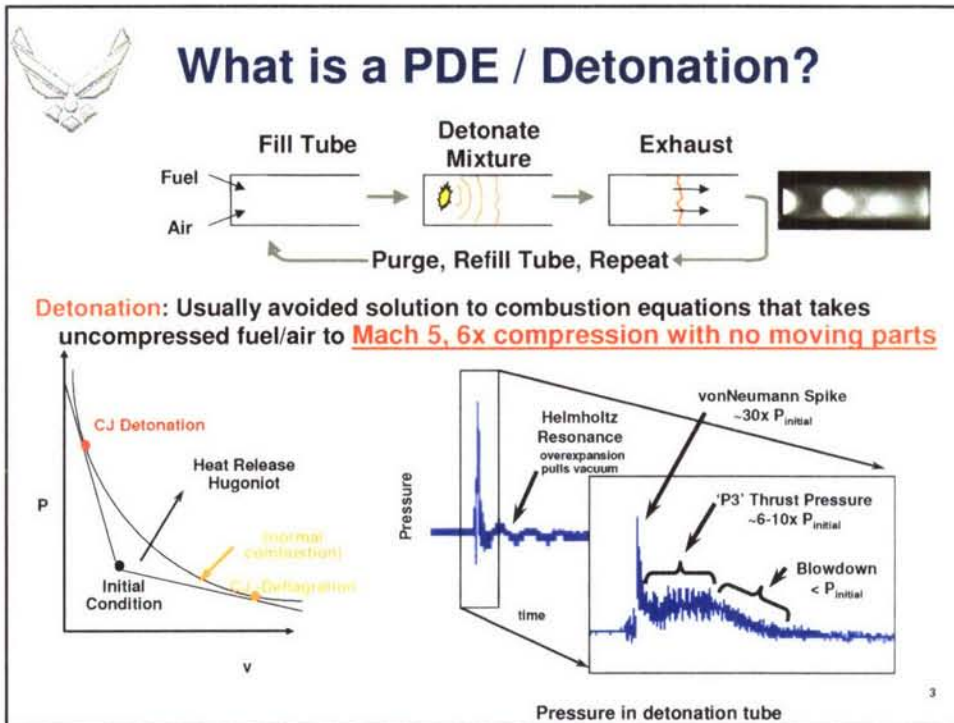 What is a PDE / Detonation?
Fill Tube
Detonate
Mixture
Exhaust
Fuel
Air
Purge, Refill Tube, Repeat
Detonation: Usually avoided solution to combustion equations that takes
uncompressed fuel/air to Mach 5, 6x compression with no moving parts
CJ Detonation
Heat Release
Hugoniot
P
(normal
combustion)
CJ-Deflagration
Initial
Condition
v
Pressure
Helmholtz
Resonance
overexpansion
pulls vacuum
time
vonNeumann Spike
~30x Pinitial
'P3' Thrust Pressure
~6-10x Pinitial
Blowdown
< Pinitial
Pressure in detonation tube
3